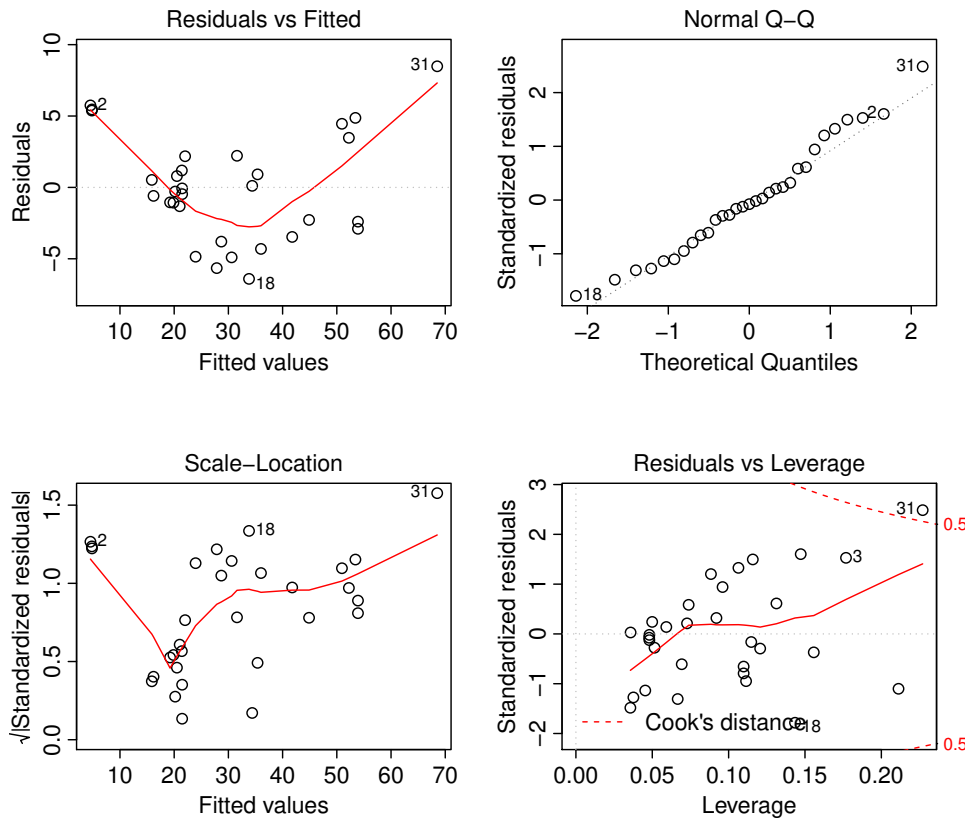 Residuals vs Fitted
Residuals
10
5
0
−5
31
2
18
10 20 30 40 50 60 70
Fitted values
Normal Q−Q
Standardized residuals
2
1
0
−1
31
2
18
−2 −1 0 1 2
Theoretical Quantiles
Scale−Location
√|Standardized residuals|
1.5
1.0
0.5
0.0
31
2
18
10 20 30 40 50 60 70
Fitted values
Residuals vs Leverage
Standardized residuals
3
2
1
0
−1
−2
31
3
18
0.5
0.5
Cook's distance
0.00 0.05 0.10 0.15 0.20
Leverage